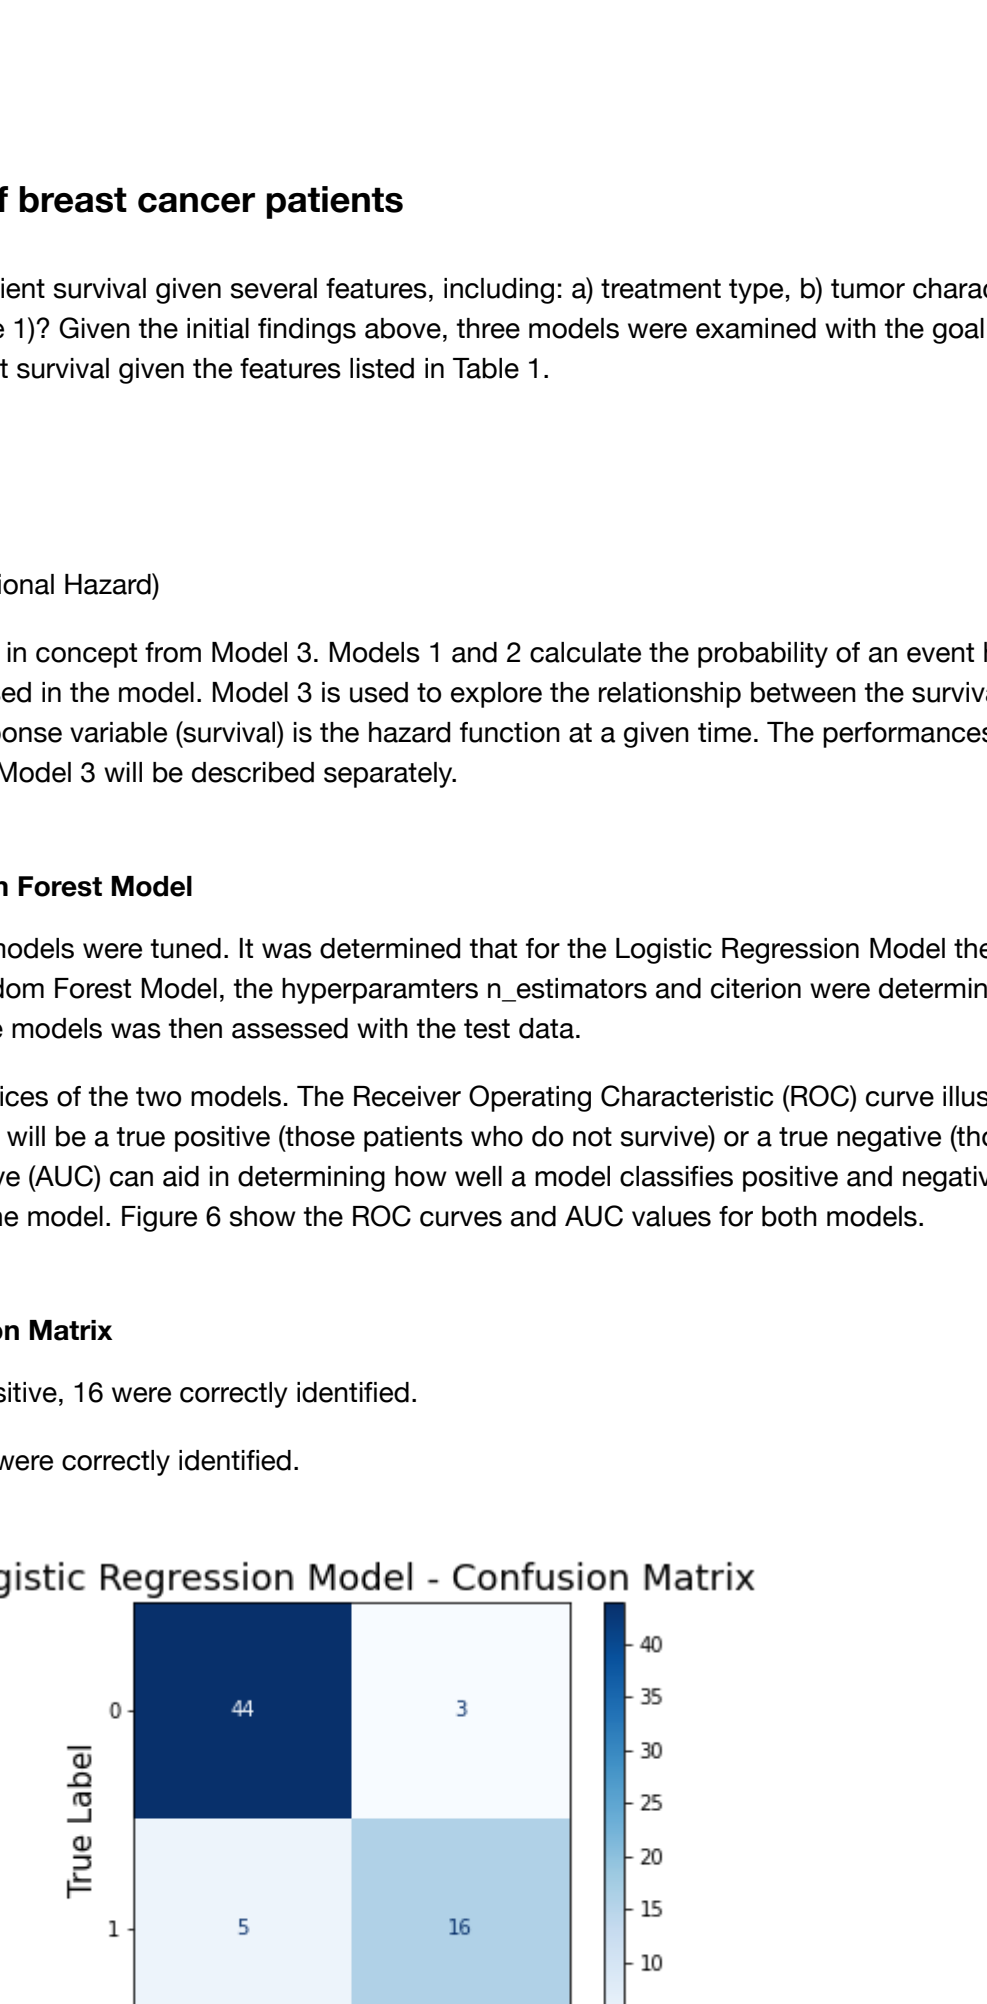 f breast cancer patients
ient survival given several features, including: a) treatment type, b) tumor charac
e 1)? Given the initial findings above, three models were examined with the goal
t survival given the features listed in Table 1.
ional Hazard)
in concept from Model 3. Models 1 and 2 calculate the probability of an event h
sed in the model. Model 3 is used to explore the relationship between the surviva
onse variable (survival) is the hazard function at a given time. The performances
Model 3 will be described separately.
n Forest Model
models were tuned. It was determined that for the Logistic Regression Model the
dom Forest Model, the hyperparamters n_estimators and citerion were determin
e models was then assessed with the test data.
ices of the two models. The Receiver Operating Characteristic (ROC) curve illus
will be a true positive (those patients who do not survive) or a true negative (tho
ve (AUC) can aid in determining how well a model classifies positive and negativ
he model. Figure 6 show the ROC curves and AUC values for both models.
on Matrix
sitive, 16 were correctly identified.
were correctly identified.
gistic Regression Model - Confusion Matrix
40
0
44
3
35
30
25
True Label
20
15
1
5
16
10